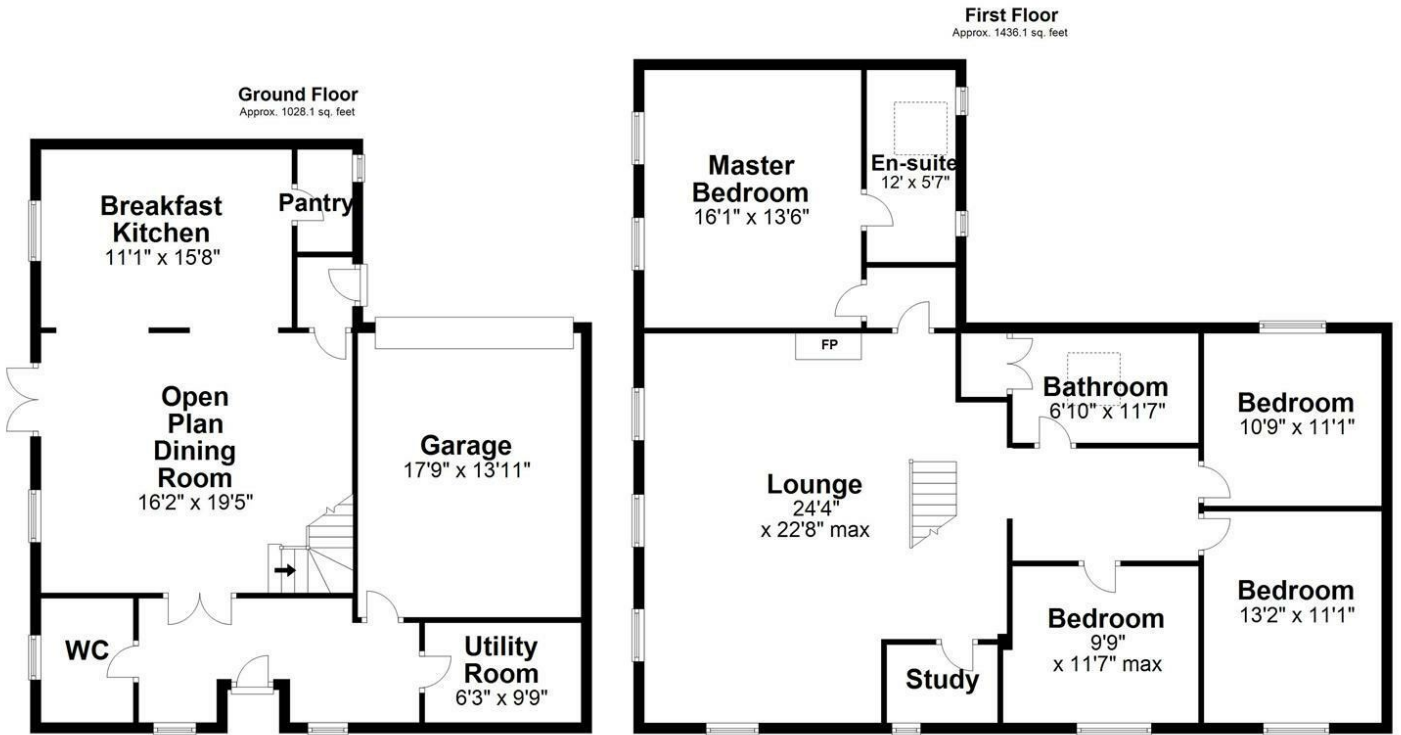 Ground Floor
Approx. 1028.1 sq. feet
Breakfast
Kitchen
11'1" x 15'8"
Pantry
Open
Plan
Dining
Room
16'2" x 19'5"
Garage
17'9" x 13'11"
WC
Utility
Room
6'3" x 9'9"
First Floor
Approx. 1436.1 sq. feet
Master
Bedroom
16'1" x 13'6"
En-suite
12' x 5'7"
FP
Bathroom
6'10" x 11'7"
Bedroom
10'9" x 11'1"
Lounge
24'4"
x 22'8" max
Bedroom
13'2" x 11'1"
Bedroom
9'9"
x 11'7" max
Study